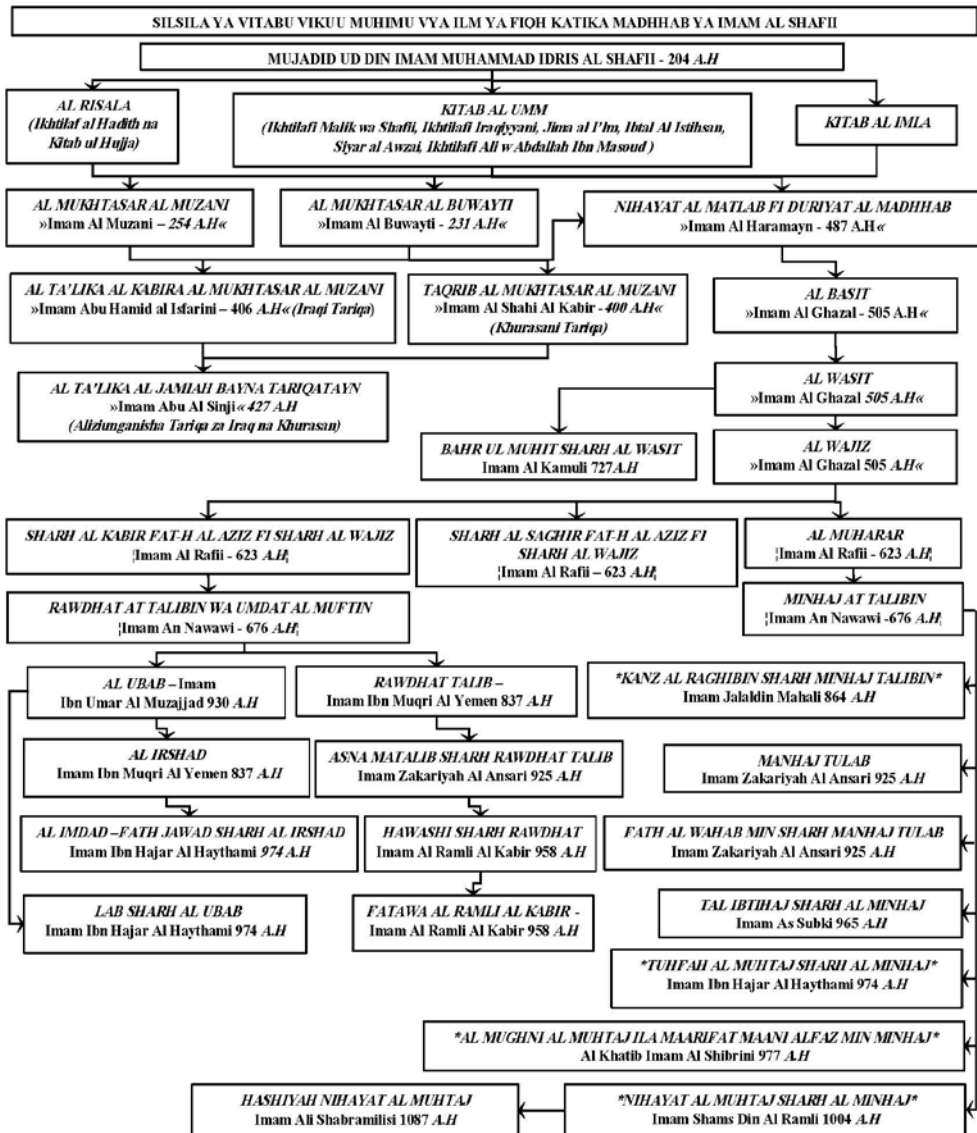 SILSILA YA VITABU VIKUU MUHIMU VYA ILM YA FIQH KATIKA MADHHAB YA IMAM AL SHAFII
MUJADID UD DIN IMAM MUHAMMAD IDRIS AL SHAFII - 204 A.H
AL RISALA
(Ikhtilaf al Hadith na
Kitab ul Hujja)
KITAB AL UMM
(Ikhtilafi Malik wa Shafii, Ikhtilafi Iraqiyyani, Jima al I'lm, Ibtal Al Istihsan,
Siyar al Awzai, Ikhtilafi Ali w Abdallah Ibn Masoud )
KITAB AL IMLA
AL MUKHTASAR AL MUZANI
»Imam Al Muzani – 254 A.H«
AL MUKHTASAR AL BUWAYTI
»Imam Al Buwayti - 231 A.H«
NIHAYAT AL MATLAB FI DURIYAT AL MADHHAB
»Imam Al Haramayn - 487 A.H«
AL TA'LIKA AL KABIRA AL MUKHTASAR AL MUZANI
»Imam Abu Hamid al Isfarini – 406 A.H« (Iraqi Tariqa)
TAQRIB AL MUKHTASAR AL MUZANI
»Imam Al Shahi Al Kabir - 400 A.H«
(Khurasani Tariqa)
AL BASIT
»Imam Al Ghazal - 505 A.H«
AL TA'LIKA AL JAMIAH BAYNA TARIQATAYN
»Imam Abu Al Sinji« 427 A.H
(Aliziunganisha Tariqa za Iraq na Khurasan)
AL WASIT
»Imam Al Ghazal 505 A.H«
BAHR UL MUHIT SHARH AL WASIT
Imam Al Kamuli 727 A.H
AL WAJIZ
»Imam Al Ghazal 505 A.H«
SHARH AL KABIR FAT-H AL AZIZ FI SHARH AL WAJIZ
¦Imam Al Rafii - 623 A.H¦
SHARH AL SAGHIR FAT-H AL AZIZ FI
SHARH AL WAJIZ
¦Imam Al Rafii – 623 A.H¦
AL MUHARAR
¦Imam Al Rafii - 623 A.H¦
RAWDHAT AT TALIBIN WA UMDAT AL MUFTIN
¦Imam An Nawawi - 676 A.H¦
MINHAJ AT TALIBIN
¦Imam An Nawawi -676 A.H¦
AL UBAB – Imam
Ibn Umar Al Muzajjad 930 A.H
RAWDHAT TALIB –
Imam Ibn Muqri Al Yemen 837 A.H
*KANZ AL RAGHIBIN SHARH MINHAJ TALIBIN*
Imam Jalaldin Mahali 864 A.H
AL IRSHAD
Imam Ibn Muqri Al Yemen 837 A.H
ASNA MATALIB SHARH RAWDHAT TALIB
Imam Zakariyah Al Ansari 925 A.H
MANHAJ TULAB
Imam Zakariyah Al Ansari 925 A.H
AL IMDAD –FATH JAWAD SHARH AL IRSHAD
Imam Ibn Hajar Al Haythami 974 A.H
HAWASHI SHARH RAWDHAT
Imam Al Ramli Al Kabir 958 A.H
FATH AL WAHAB MIN SHARH MANHAJ TULAB
Imam Zakariyah Al Ansari 925 A.H
LAB SHARH AL UBAB
Imam Ibn Hajar Al Haythami 974 A.H
FATAWA AL RAMLI AL KABIR -
Imam Al Ramli Al Kabir 958 A.H
TAL IBTIHAJ SHARH AL MINHAJ
Imam As Subki 965 A.H
*TUHFAH AL MUHTAJ SHARH AL MINHAJ*
Imam Ibn Hajar Al Haythami 974 A.H
*AL MUGHNI AL MUHTAJ ILA MAARIFAT MAANI ALFAZ MIN MINHAJ*
Al Khatib Imam Al Shibrini 977 A.H
HASHIYAH NIHAYAT AL MUHTAJ
Imam Ali Shabramilisi 1087 A.H
*NIHAYAT AL MUHTAJ SHARH AL MINHAJ*
Imam Shams Din Al Ramli 1004 A.H